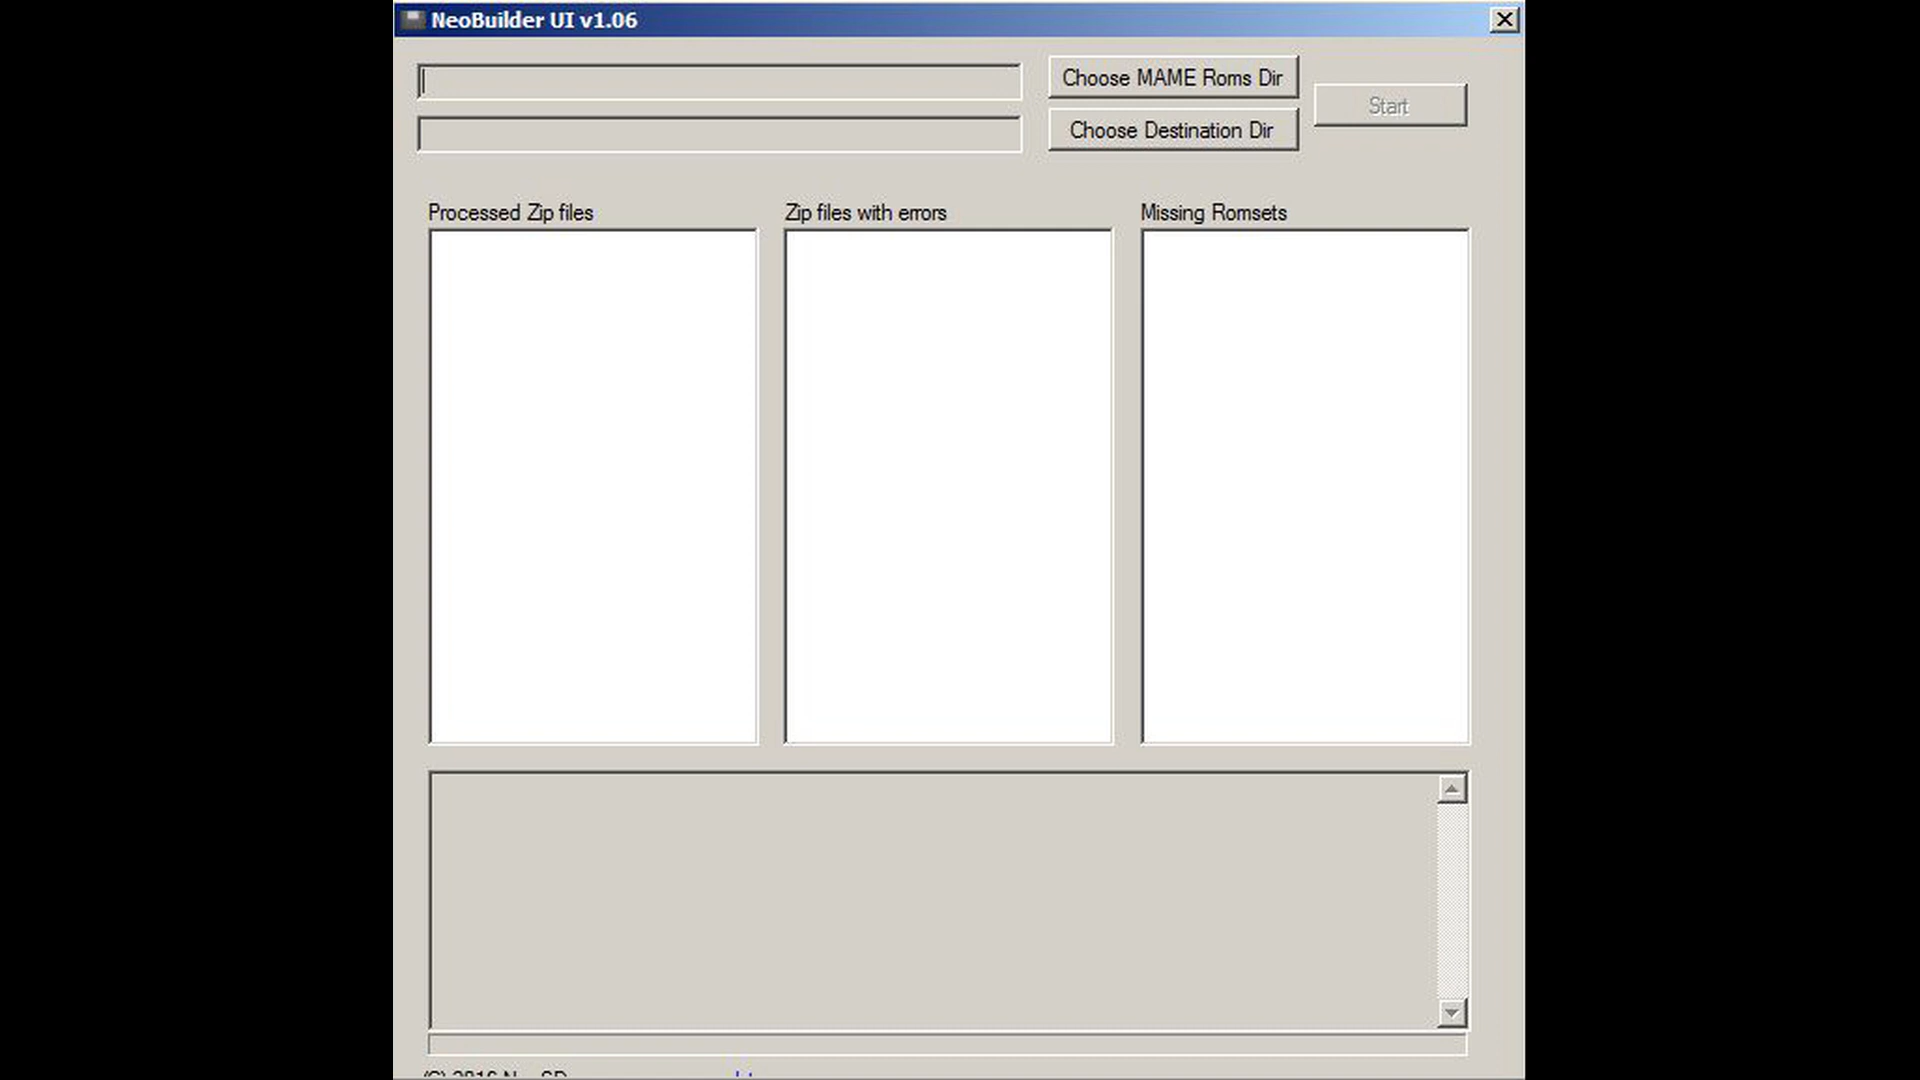 NeoBuilder UI v1.06
Choose MAME Roms Dir
Start
Choose Destination Dir
Processed Zip files
Zip files with errors
Missing Romsets